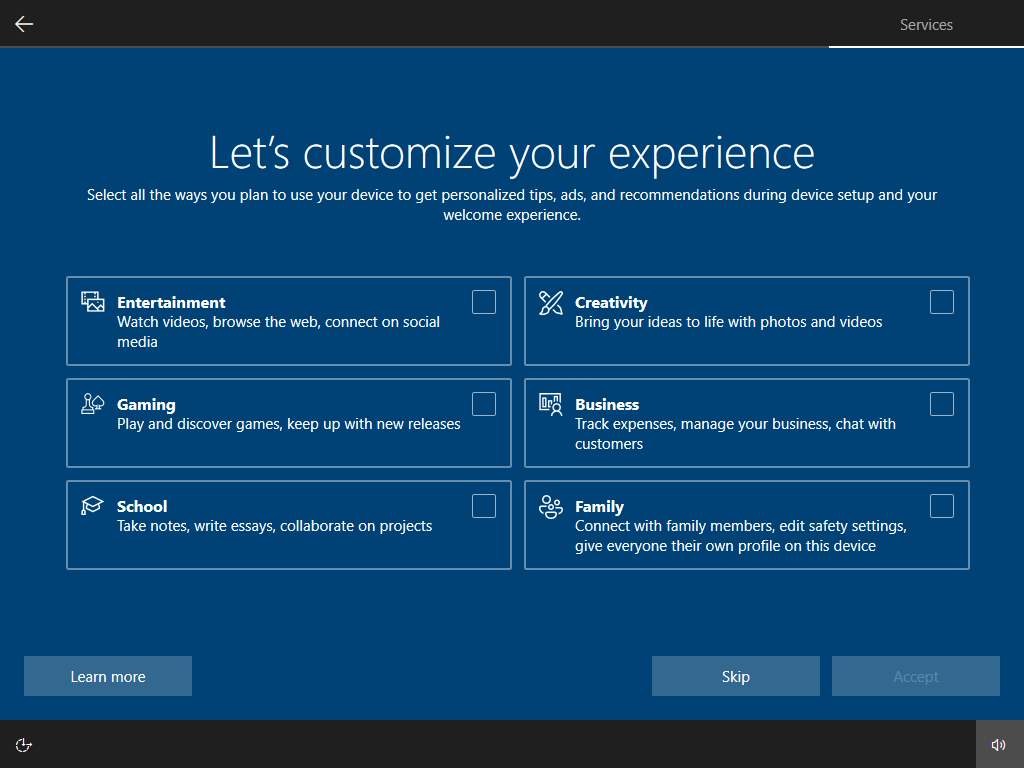 Services
Let’s customize your experience
Select all the ways you plan to use your device to get personalized tips, ads, and recommendations during device setup and your
welcome experience.
Entertainment
Watch videos, browse the web, connect on social
media
Creativity
Bring your ideas to life with photos and videos
Gaming
Play and discover games, keep up with new releases
Business
Track expenses, manage your business, chat with
customers
School
Take notes, write essays, collaborate on projects
Family
Connect with family members, edit safety settings,
give everyone their own profile on this device
Learn more
Skip
Accept